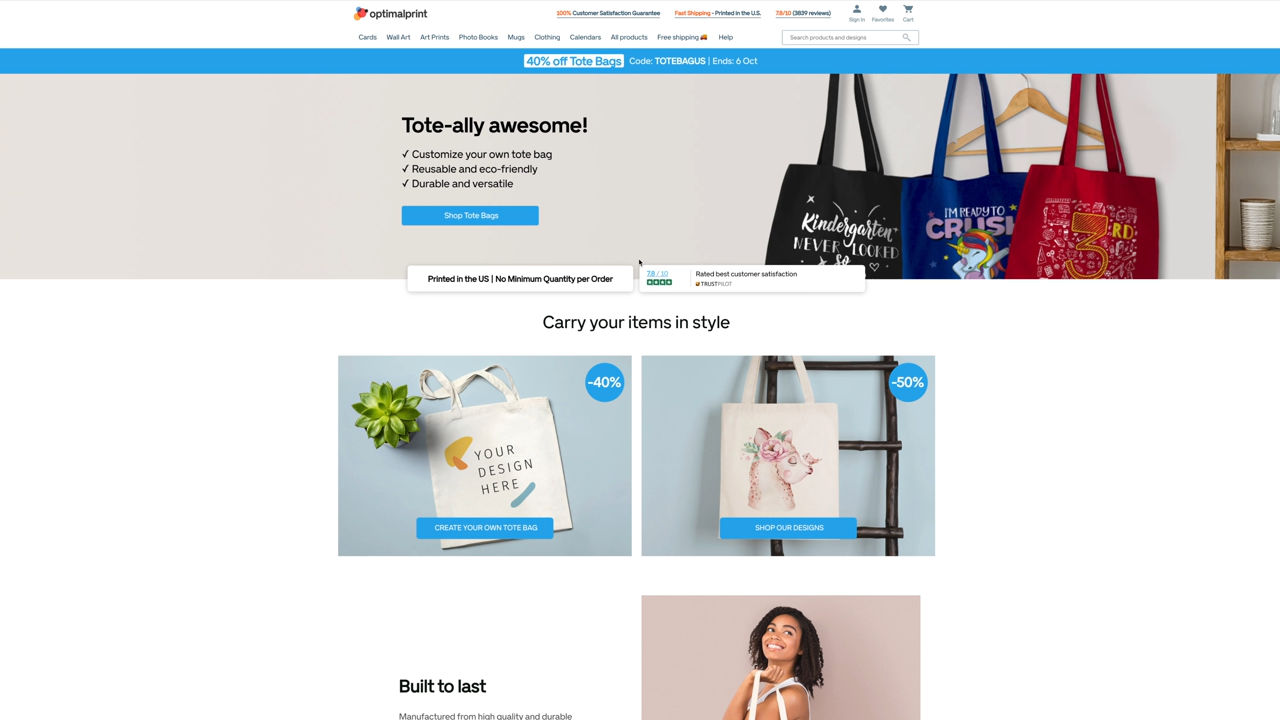 optimalprint
100% Customer Satisfaction Guarantee
Fast Shipping - Printed in the U.S.
7.8/10 (3839 reviews)
Sign in
Favorites
Cart
Cards
Wall Art
Art Prints
Photo Books
Mugs
Clothing
Calendars
All products
Free shipping
Help
Search products and designs
40% off Tote Bags Code: TOTEBAGUS | Ends: 6 Oct
Tote-ally awesome!
✓ Customize your own tote bag
✓ Reusable and eco-friendly
✓ Durable and versatile
Shop Tote Bags
Kindergarten
NEVER LOOKED
SO
I'M READY TO
CRUSH
3RD
Printed in the US | No Minimum Quantity per Order
7.8 / 10
Rated best customer satisfaction
TRUSTPILOT
Carry your items in style
-40%
YOUR
DESIGN
HERE
CREATE YOUR OWN TOTE BAG
-50%
SHOP OUR DESIGNS
Built to last
Manufactured from high quality and durable